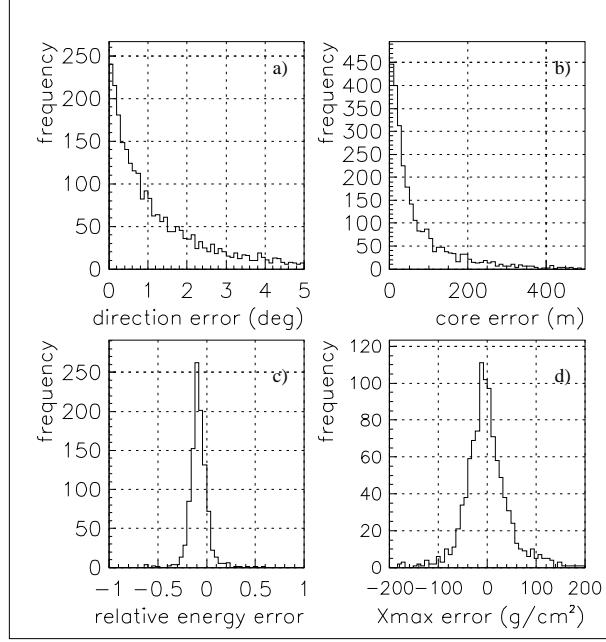 frequency
250
200
150
100
50
0
a)
0 1 2 3 4 5
direction error (deg)
frequency
450
400
350
300
250
200
150
100
50
0
b)
0 200 400
core error (m)
frequency
250
200
150
100
50
0
c)
−1 −0.5 0 0.5 1
relative energy error
frequency
120
100
80
60
40
20
0
d)
−200 −100 0 100 200
Xmax error (g/cm²)